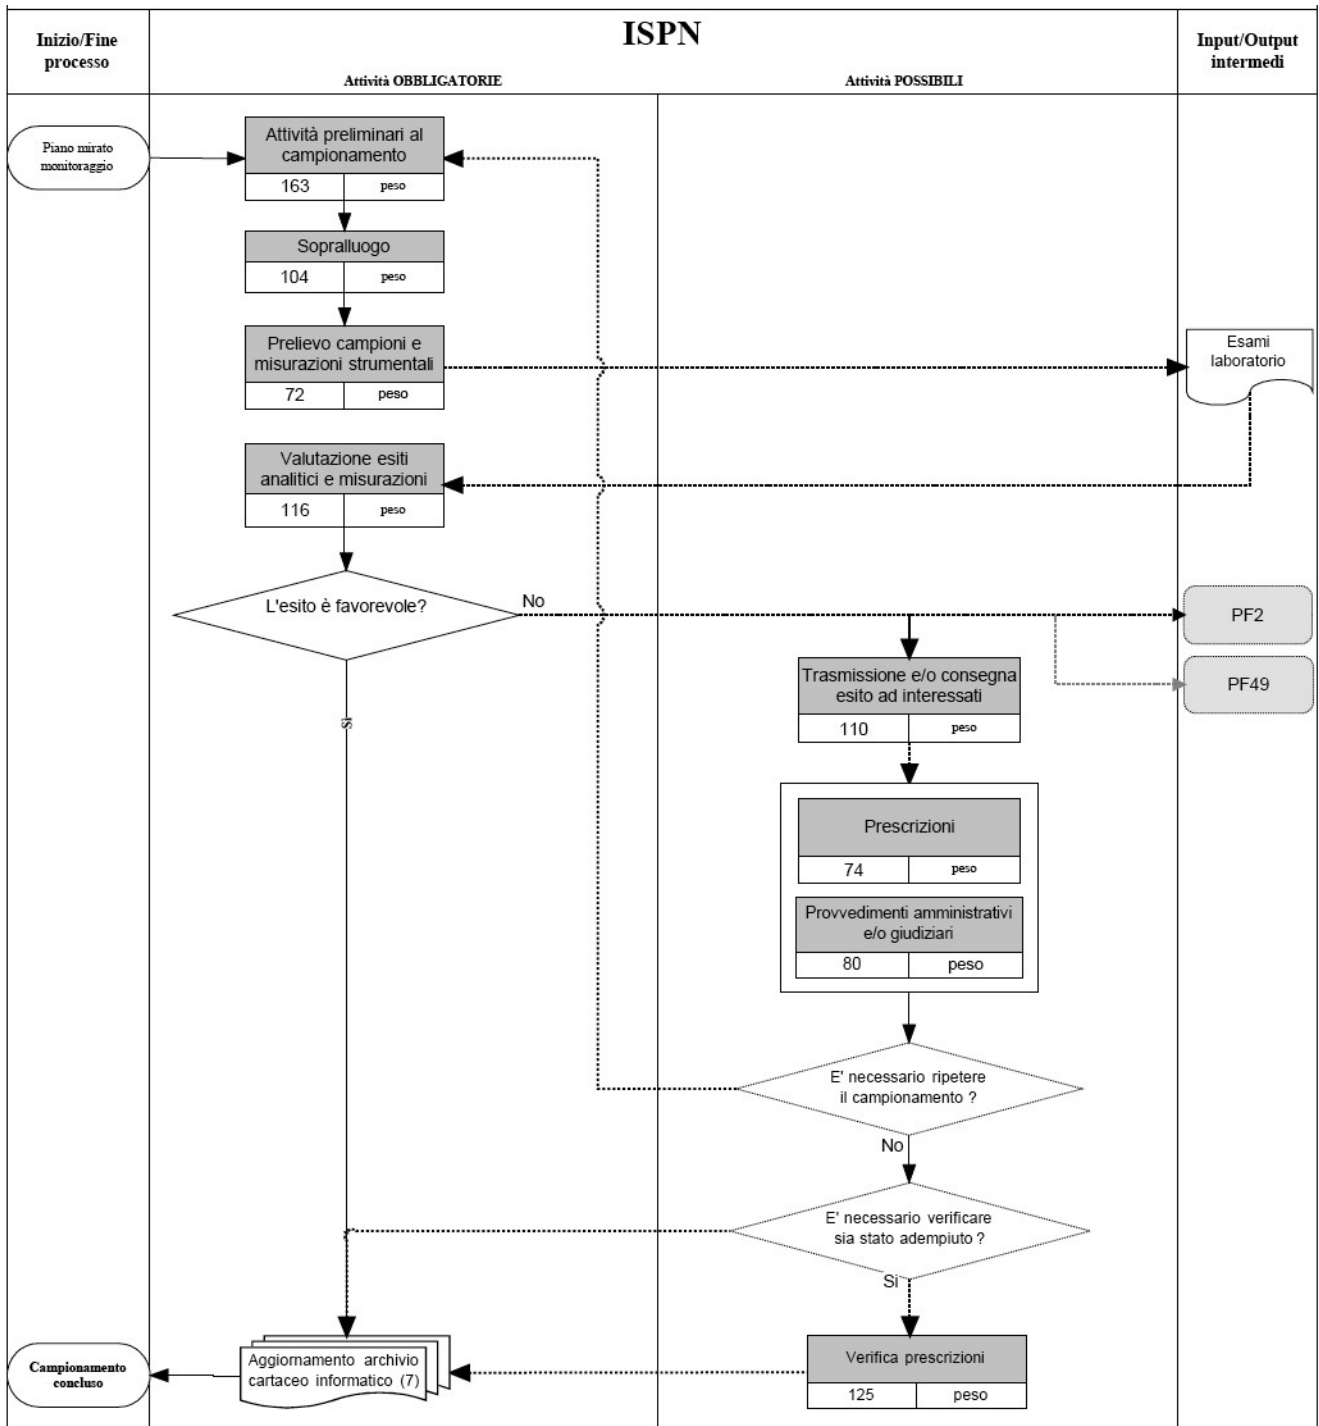 Inizio/Fine
processo
ISPN
Attività OBBLIGATORIE
Attività POSSIBILI
Input/Output
intermedi
Piano mirato
monitoraggio
Attività preliminari al
campionamento
163 peso
Sopralluogo
104 peso
Prelievo campioni e
misurazioni strumentali
72 peso
Esami
laboratorio
Valutazione esiti
analitici e misurazioni
116 peso
L'esito è favorevole?
No
PF2
Trasmissione e/o consegna
esito ad interessati
110 peso
PF49
Sì
Prescrizioni
74 peso
Provvedimenti amministrativi
e/o giudiziari
80 peso
E' necessario ripetere
il campionamento ?
No
E' necessario verificare
sia stato adempiuto ?
Si
Campionamento
concluso
Aggiornamento archivio
cartaceo informatico (7)
Verifica prescrizioni
125 peso